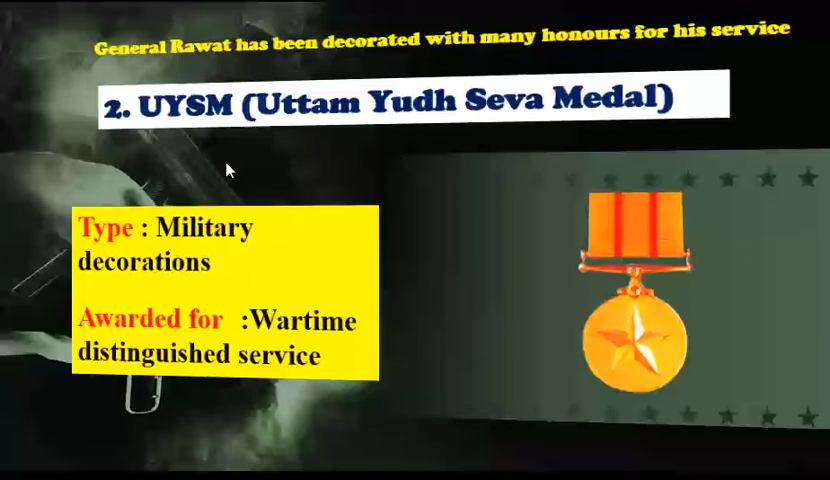 General Rawat has been decorated with many honours for his service
2. UYSM (Uttam Yudh Seva Medal)
Type : Military
decorations
Awarded for :Wartime
distinguished service